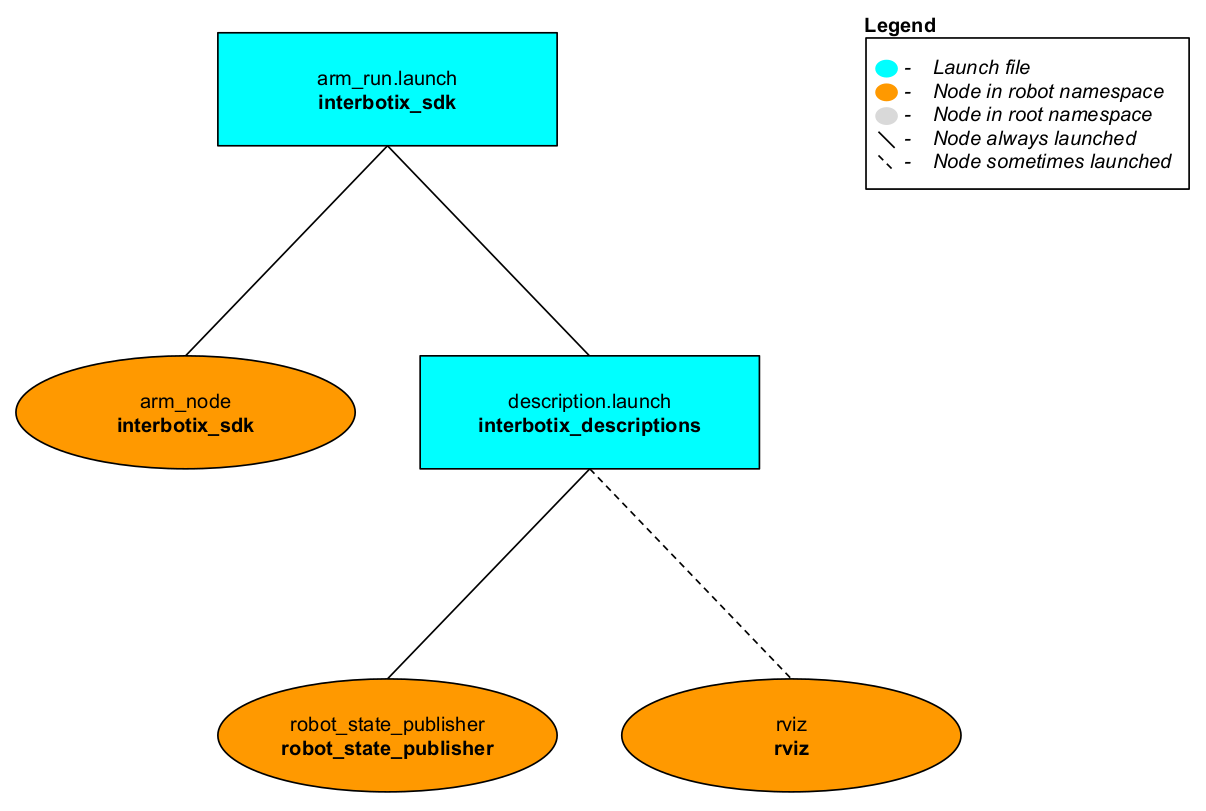 Legend
- Launch file
- Node in robot namespace
- Node in root namespace
- Node always launched
- Node sometimes launched
arm_run.launch
interbotix_sdk
arm_node
interbotix_sdk
description.launch
interbotix_descriptions
robot_state_publisher
robot_state_publisher
rviz
rviz